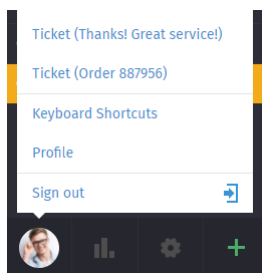 Ticket (Thanks! Great service!)
Ticket (Order 887956)
Keyboard Shortcuts
Profile
Sign out